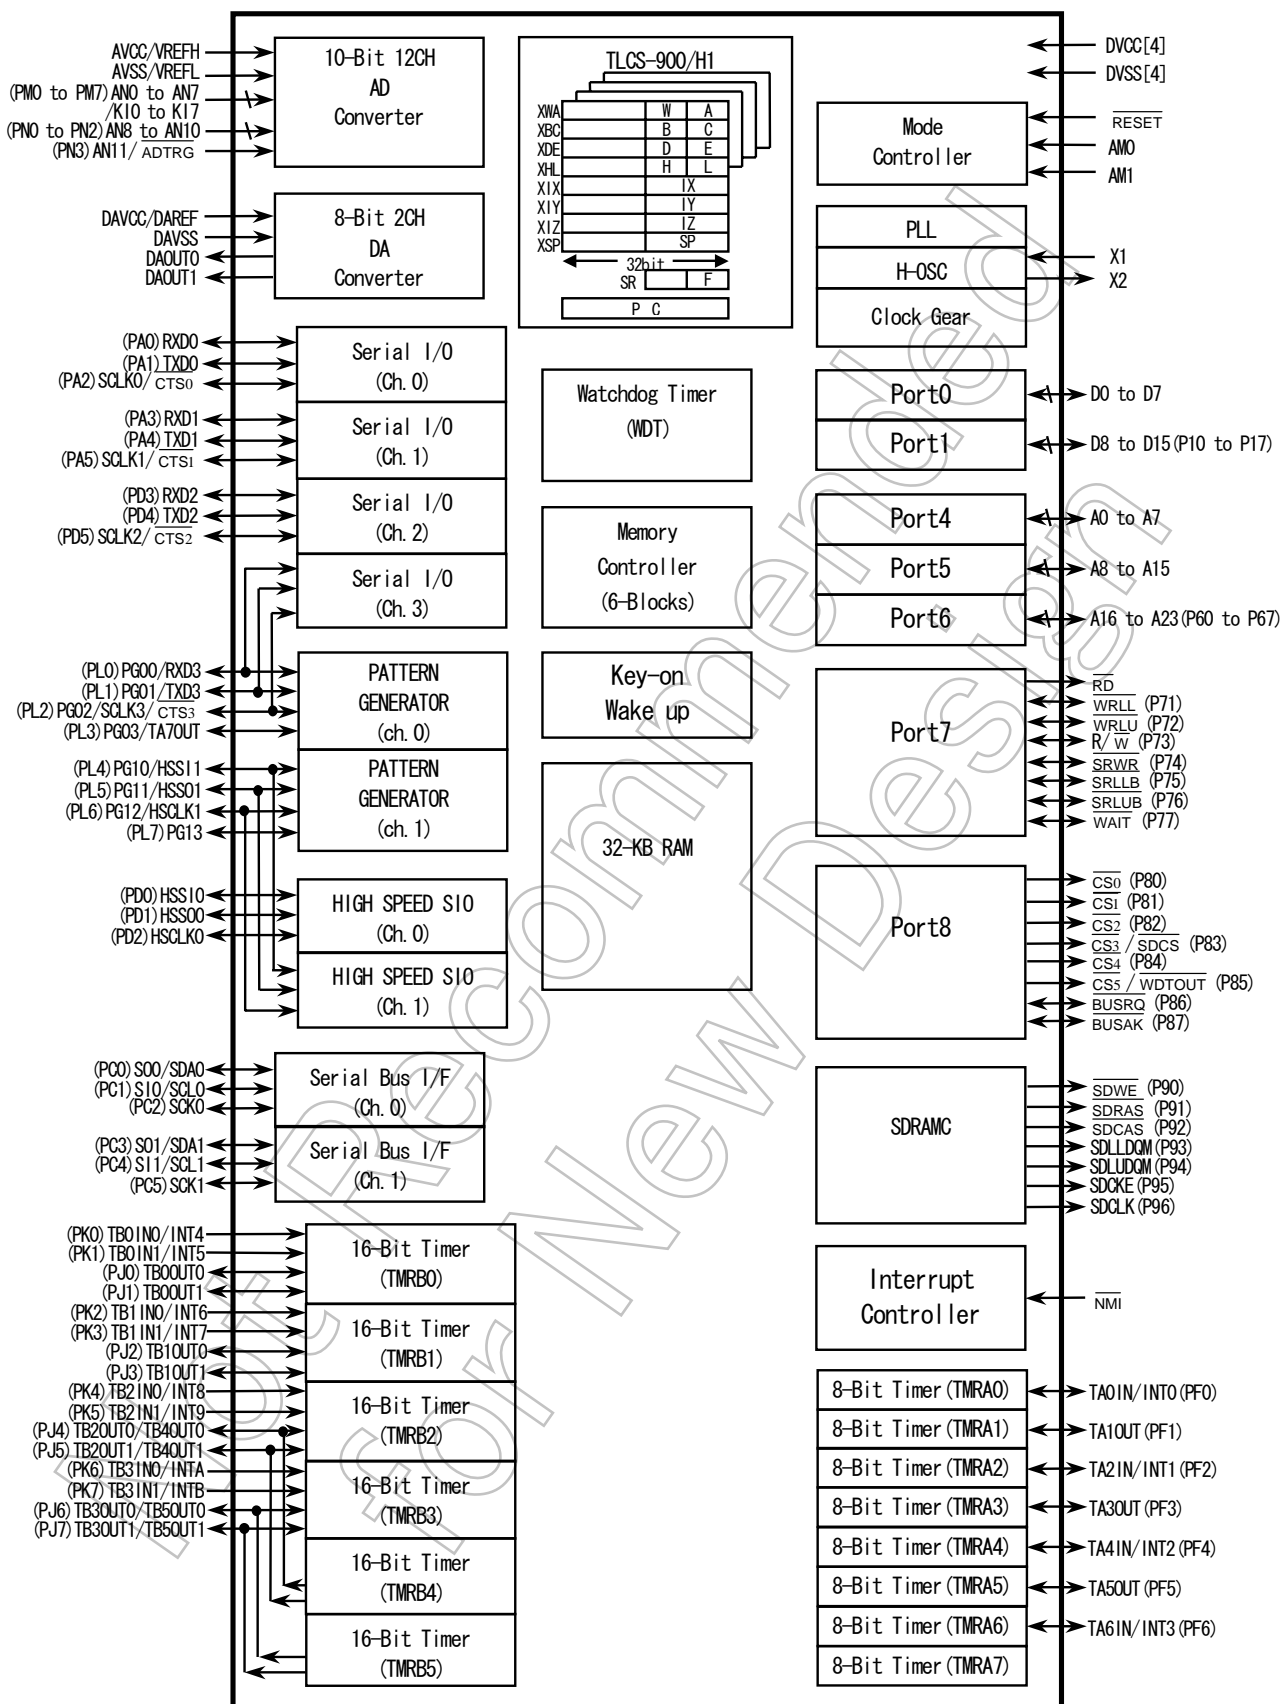 AVCC/VREFH
AVSS/VREFL
(PM0 to PM7)AN0 to AN7
/KI0 to KI7
(PN0 to PN2)AN8 to AN10
(PN3)AN11/ADTRG
10-Bit 12CH
AD
Converter
DAVCC/DAREF
DAVSS
DAOUT0
DAOUT1
8-Bit 2CH
DA
Converter
(PA0)RXD0
(PA1)TXD0
(PA2)SCLK0/CTS0
Serial I/O
(Ch.0)
(PA3)RXD1
(PA4)TXD1
(PA5)SCLK1/CTS1
Serial I/O
(Ch.1)
(PD3)RXD2
(PD4)TXD2
(PD5)SCLK2/CTS2
Serial I/O
(Ch.2)
Serial I/O
(Ch.3)
(PL0)PG00/RXD3
(PL1)PG01/TXD3
(PL2)PG02/SCLK3/CTS3
(PL3)PG03/TA7OUT
PATTERN
GENERATOR
(ch.0)
(PL4)PG10/HSSI1
(PL5)PG11/HSSO1
(PL6)PG12/HSCLK1
(PL7)PG13
PATTERN
GENERATOR
(ch.1)
(PD0)HSSI0
(PD1)HSSO0
(PD2)HSCLK0
HIGH SPEED SIO
(Ch.0)
HIGH SPEED SIO
(Ch.1)
(PC0)SO0/SDA0
(PC1)SI0/SCL0
(PC2)SCK0
Serial Bus I/F
(Ch.0)
(PC3)SO1/SDA1
(PC4)SI1/SCL1
(PC5)SCK1
Serial Bus I/F
(Ch.1)
(PK0)TB0IN0/INT4
(PK1)TB0IN1/INT5
(PJ0)TB0OUT0
(PJ1)TB0OUT1
16-Bit Timer
(TMRB0)
(PK2)TB1IN0/INT6
(PK3)TB1IN1/INT7
(PJ2)TB1OUT0
(PJ3)TB1OUT1
16-Bit Timer
(TMRB1)
(PK4)TB2IN0/INT8
(PK5)TB2IN1/INT9
(PJ4)TB2OUT0/TB4OUT0
(PJ5)TB2OUT1/TB4OUT1
16-Bit Timer
(TMRB2)
(PK6)TB3IN0/INTA
(PK7)TB3IN1/INTB
(PJ6)TB3OUT0/TB5OUT0
(PJ7)TB3OUT1/TB5OUT1
16-Bit Timer
(TMRB3)
16-Bit Timer
(TMRB4)
16-Bit Timer
(TMRB5)
TLCS-900/H1
XWA W A
XBC B C
XDE D E
XHL H L
XIX IX
XIY IY
XIZ IZ
XSP SP
32bit
SR F
P C
Watchdog Timer
(WDT)
Memory
Controller
(6-Blocks)
Key-on
Wake up
32-KB RAM
DVCC[4]
DVSS[4]
Mode
Controller
RESET
AM0
AM1
PLL
H-OSC
Clock Gear
X1
X2
Port0
D0 to D7
Port1
D8 to D15(P10 to P17)
Port4
A0 to A7
Port5
A8 to A15
Port6
A16 to A23(P60 to P67)
Port7
RD
WRLL (P71)
WRLU (P72)
R/W (P73)
SRWR (P74)
SRLLB (P75)
SRLUB (P76)
WAIT (P77)
Port8
CS0 (P80)
CS1 (P81)
CS2 (P82)
CS3 / SDCS (P83)
CS4 (P84)
CS5 / WDTOUT (P85)
BUSRQ (P86)
BUSAK (P87)
SDRAMC
SDWE (P90)
SDRAS (P91)
SDCAS (P92)
SDLLDQM(P93)
SDLUDQM(P94)
SDCKE(P95)
SDCLK(P96)
Interrupt
Controller
NMI
8-Bit Timer(TMRA0)
TA0IN/INT0(PF0)
8-Bit Timer(TMRA1)
TA1OUT(PF1)
8-Bit Timer(TMRA2)
TA2IN/INT1(PF2)
8-Bit Timer(TMRA3)
TA3OUT(PF3)
8-Bit Timer(TMRA4)
TA4IN/INT2(PF4)
8-Bit Timer(TMRA5)
TA5OUT(PF5)
8-Bit Timer(TMRA6)
TA6IN/INT3(PF6)
8-Bit Timer(TMRA7)
Not Recommended
for New Design